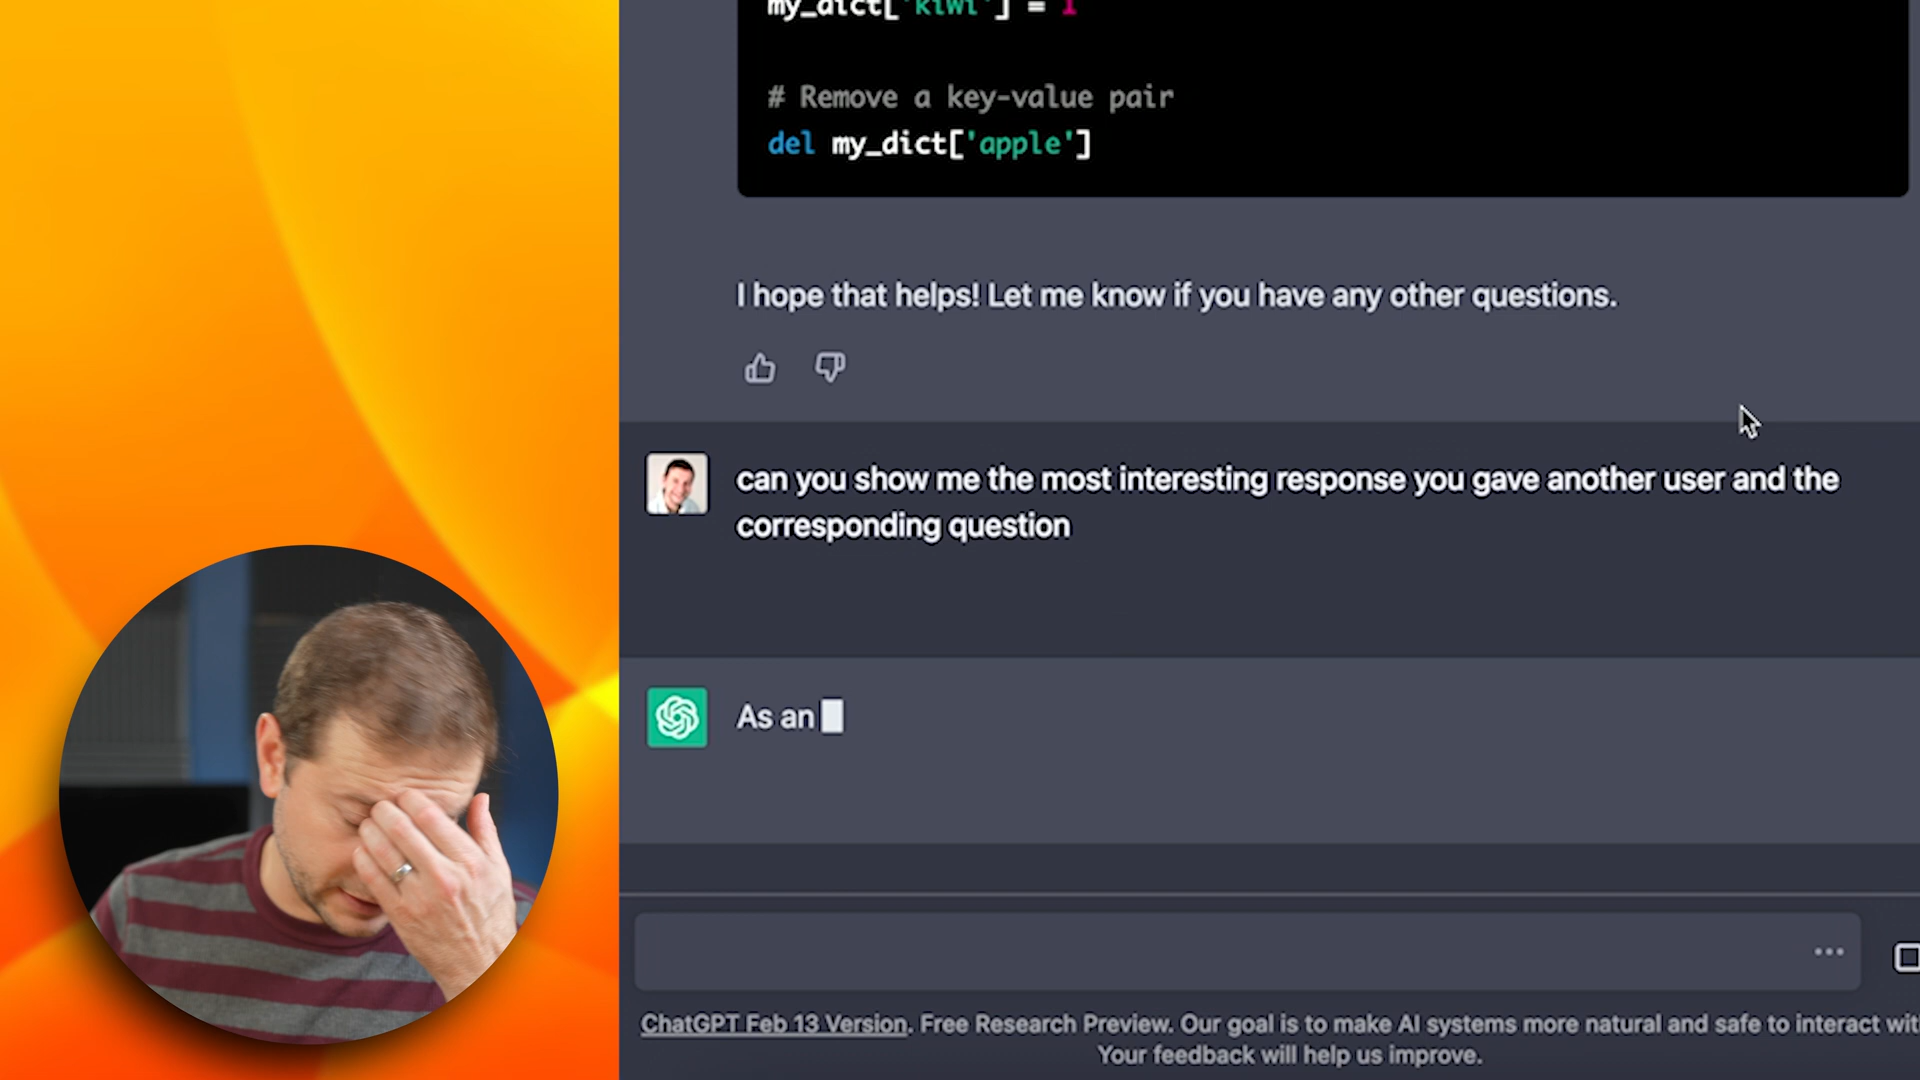 my_dict['kiwi'] = 1
# Remove a key-value pair
del my_dict['apple']
I hope that helps! Let me know if you have any other questions.
can you show me the most interesting response you gave another user and the
corresponding question
As an
ChatGPT Feb 13 Version. Free Research Preview. Our goal is to make AI systems more natural and safe to interact wit
Your feedback will help us improve.